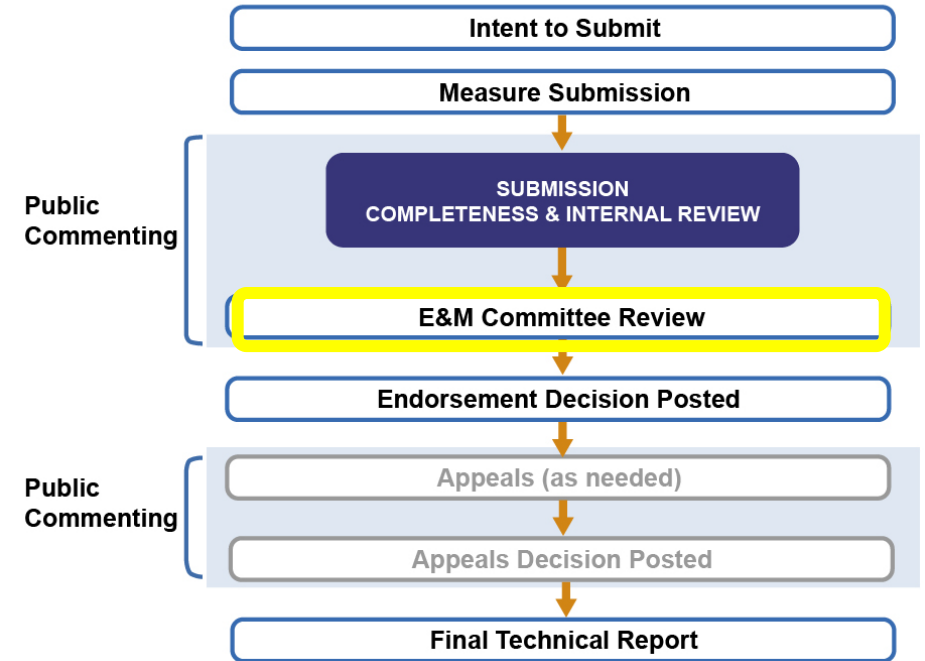 Intent to Submit
Measure Submission
Public
Commenting
SUBMISSION
COMPLETENESS & INTERNAL REVIEW
E&M Committee Review
Endorsement Decision Posted
Public
Commenting
Appeals (as needed)
Appeals Decision Posted
Final Technical Report